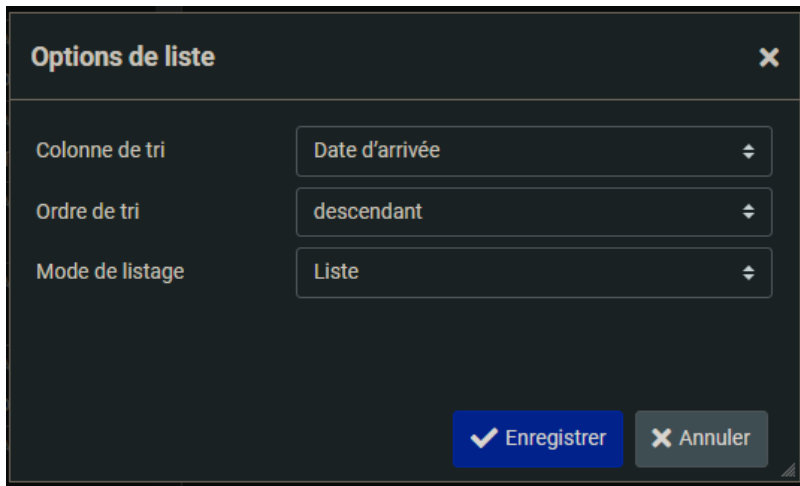 Options de liste
Colonne de tri
Date d’arrivée
Ordre de tri
descendant
Mode de listage
Liste
Enregistrer
Annuler